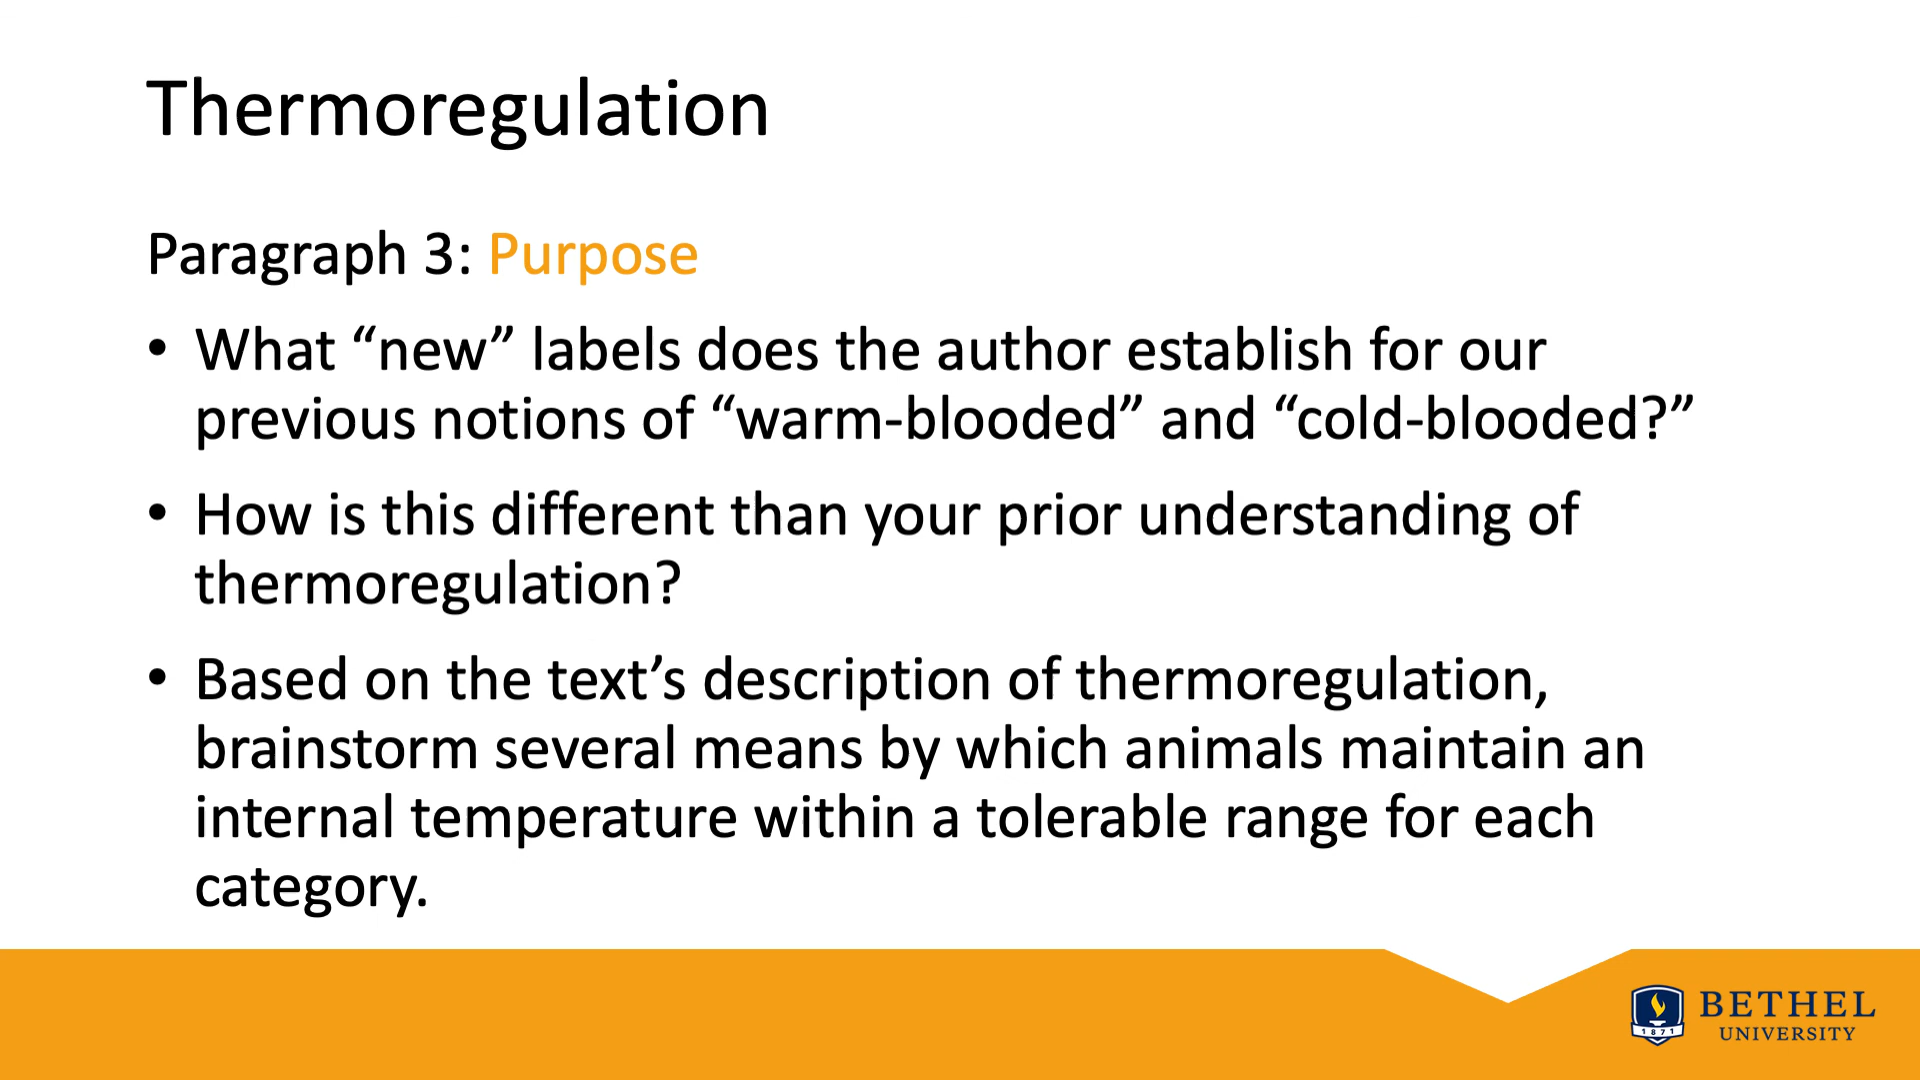 Thermoregulation
Paragraph 3: Purpose
• What “new” labels does the author establish for our
previous notions of “warm-blooded” and “cold-blooded?”
• How is this different than your prior understanding of
thermoregulation?
• Based on the text’s description of thermoregulation,
brainstorm several means by which animals maintain an
internal temperature within a tolerable range for each
category.
1871
BETHEL
UNIVERSITY